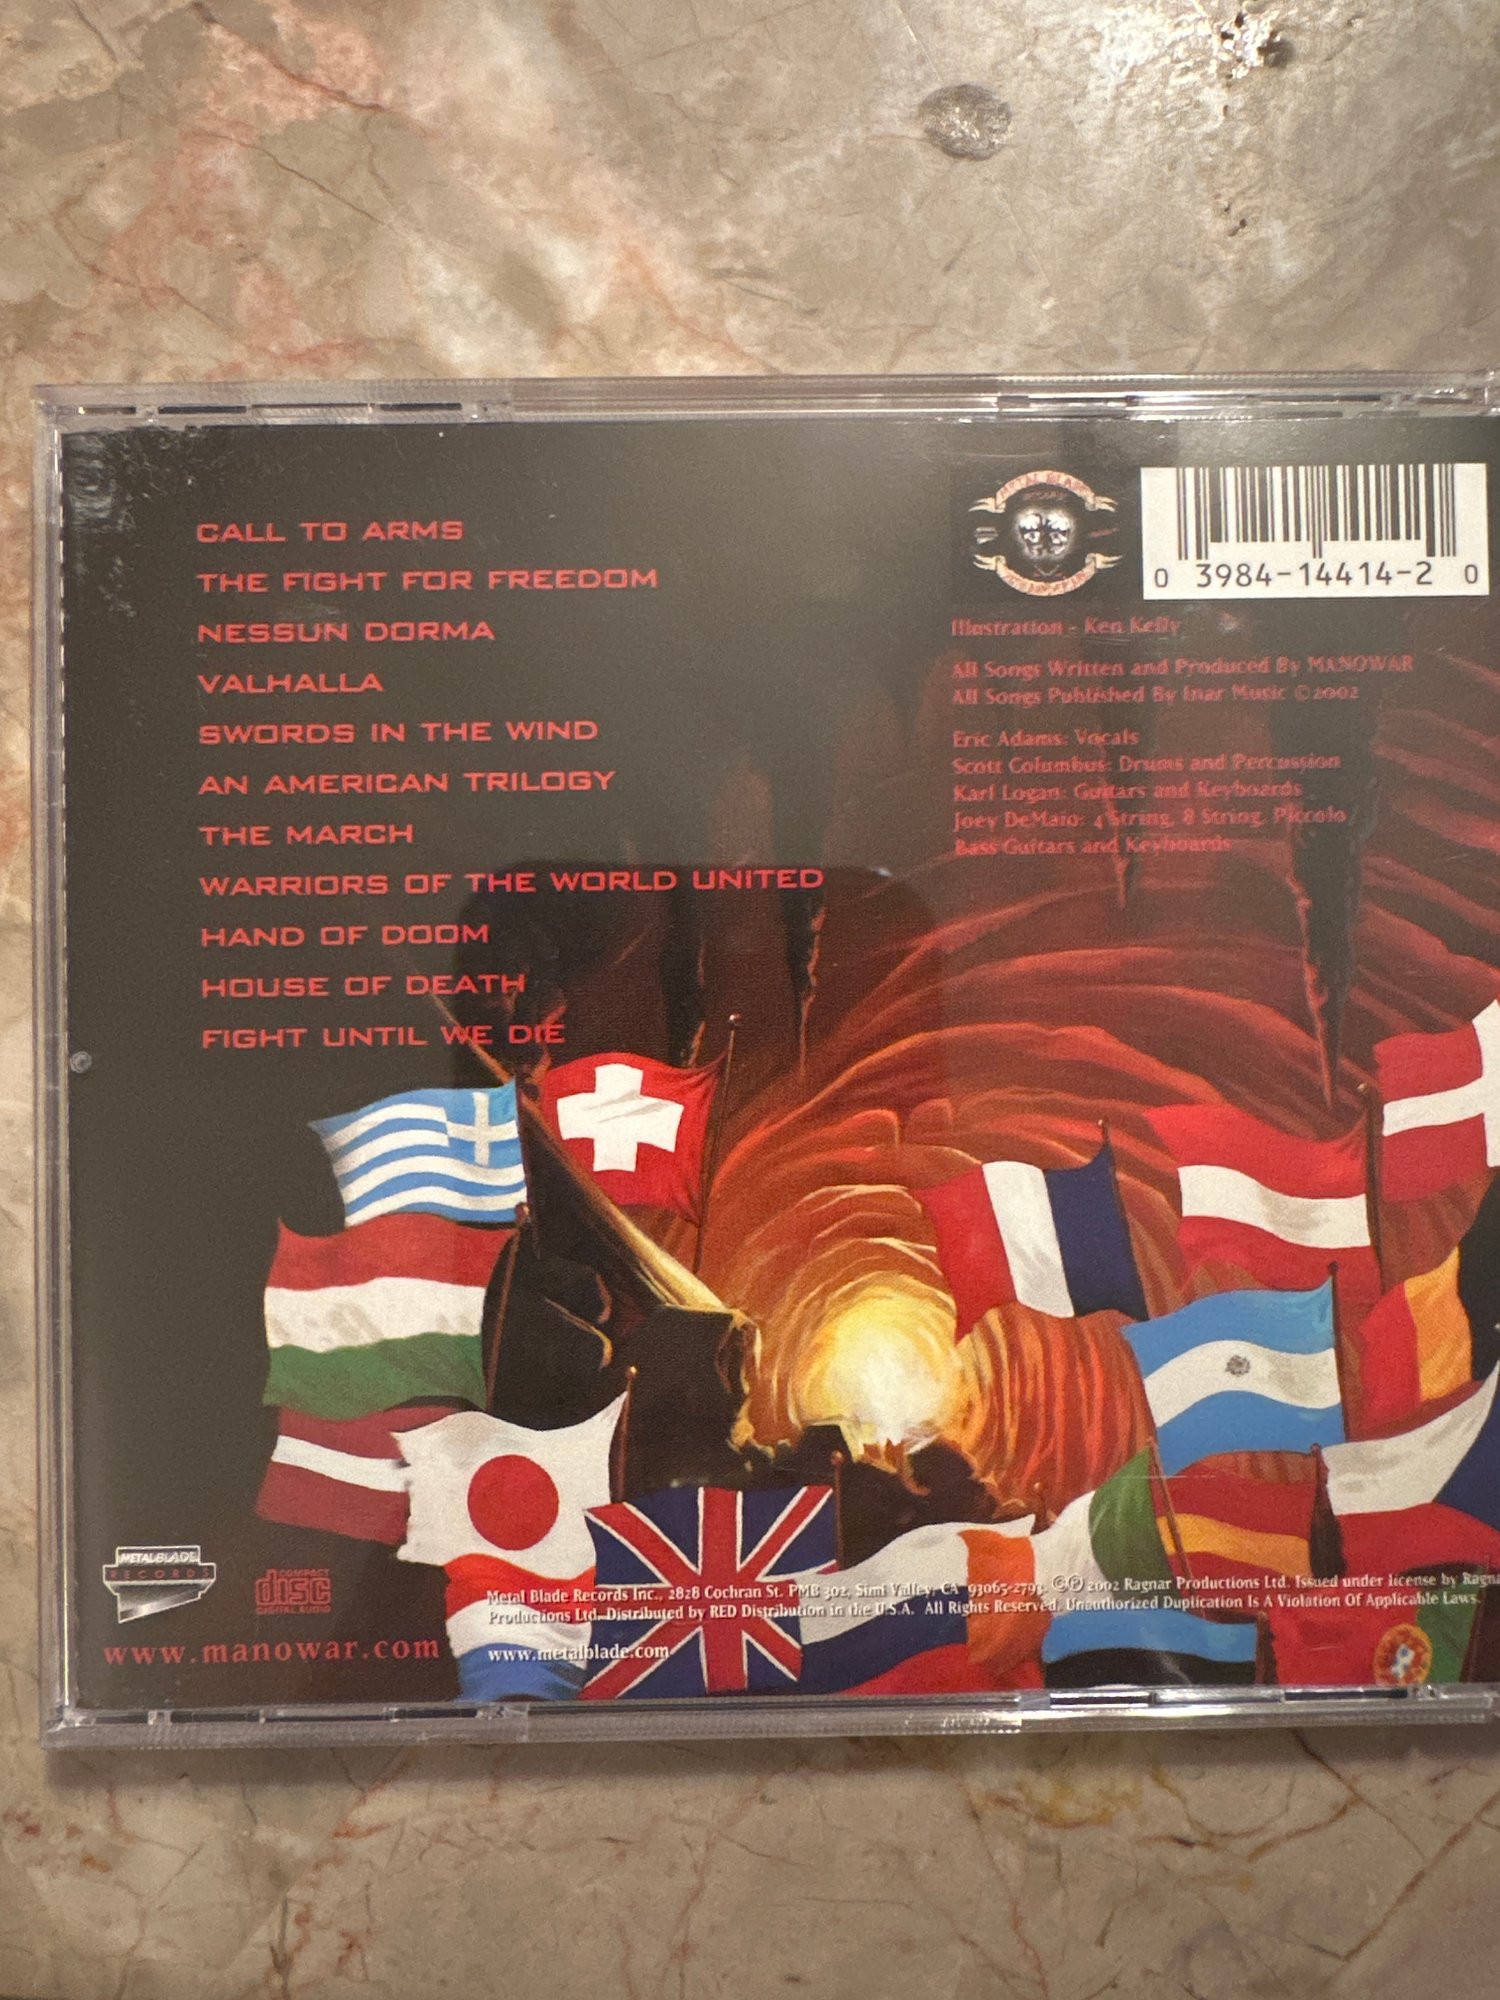 CALL TO ARMS
THE FIGHT FOR FREEDOM
NESSUN DORMA
VALHALLA
SWORDS IN THE WIND
AN AMERICAN TRILOGY
THE MARCH
WARRIORS OF THE WORLD UNITED
HAND OF DOOM
HOUSE OF DEATH
FIGHT UNTIL WE DIE
METAL BLADE
0 3984-14414-2 0
Illustration - Ken Kelly
All Songs Written and Produced By MANOWAR
All Songs Published By Inar Music ©2002
Eric Adams: Vocals
Scott Columbus: Drums and Percussion
Karl Logan: Guitars and Keyboards
Joey DeMaio: 4 String, 8 String, Piccolo
Bass Guitars and Keyboards
METAL BLADE
RECORDS
COMPACT
disc
DIGITAL AUDIO
Metal Blade Records Inc., 2828 Cochran St. PMB 302, Simi Valley, CA 93065-2793. ©℗ 2002 Ragnar Productions Ltd. Issued under license by Ragna
Productions Ltd. Distributed by RED Distribution in the U.S.A. All Rights Reserved. Unauthorized Duplication Is A Violation Of Applicable Laws.
www.manowar.com
www.metalblade.com